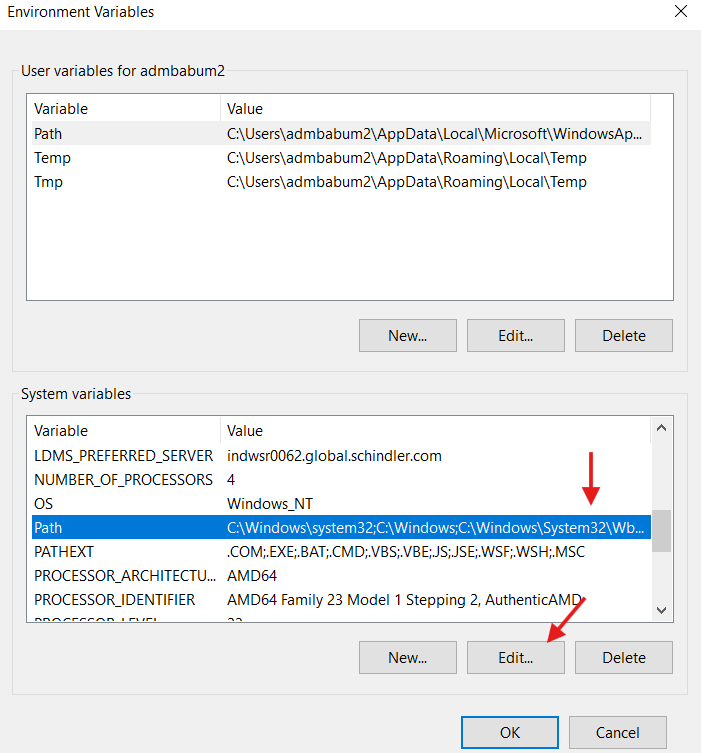 Environment Variables
User variables for admbabum2
Variable Value
Path C:\Users\admbabum2\AppData\Local\Microsoft\WindowsAp...
Temp C:\Users\admbabum2\AppData\Roaming\Local\Temp
Tmp C:\Users\admbabum2\AppData\Roaming\Local\Temp
New... Edit... Delete
System variables
Variable Value
LDMS_PREFERRED_SERVER indwsr0062.global.schindler.com
NUMBER_OF_PROCESSORS 4
OS Windows_NT
Path C:\Windows\system32;C:\Windows;C:\Windows\System32\Wb...
PATHEXT .COM;.EXE;.BAT;.CMD;.VBS;.VBE;.JS;.JSE;.WSF;.WSH;.MSC
PROCESSOR_ARCHITECTU... AMD64
PROCESSOR_IDENTIFIER AMD64 Family 23 Model 1 Stepping 2, AuthenticAMD
New... Edit... Delete
OK Cancel